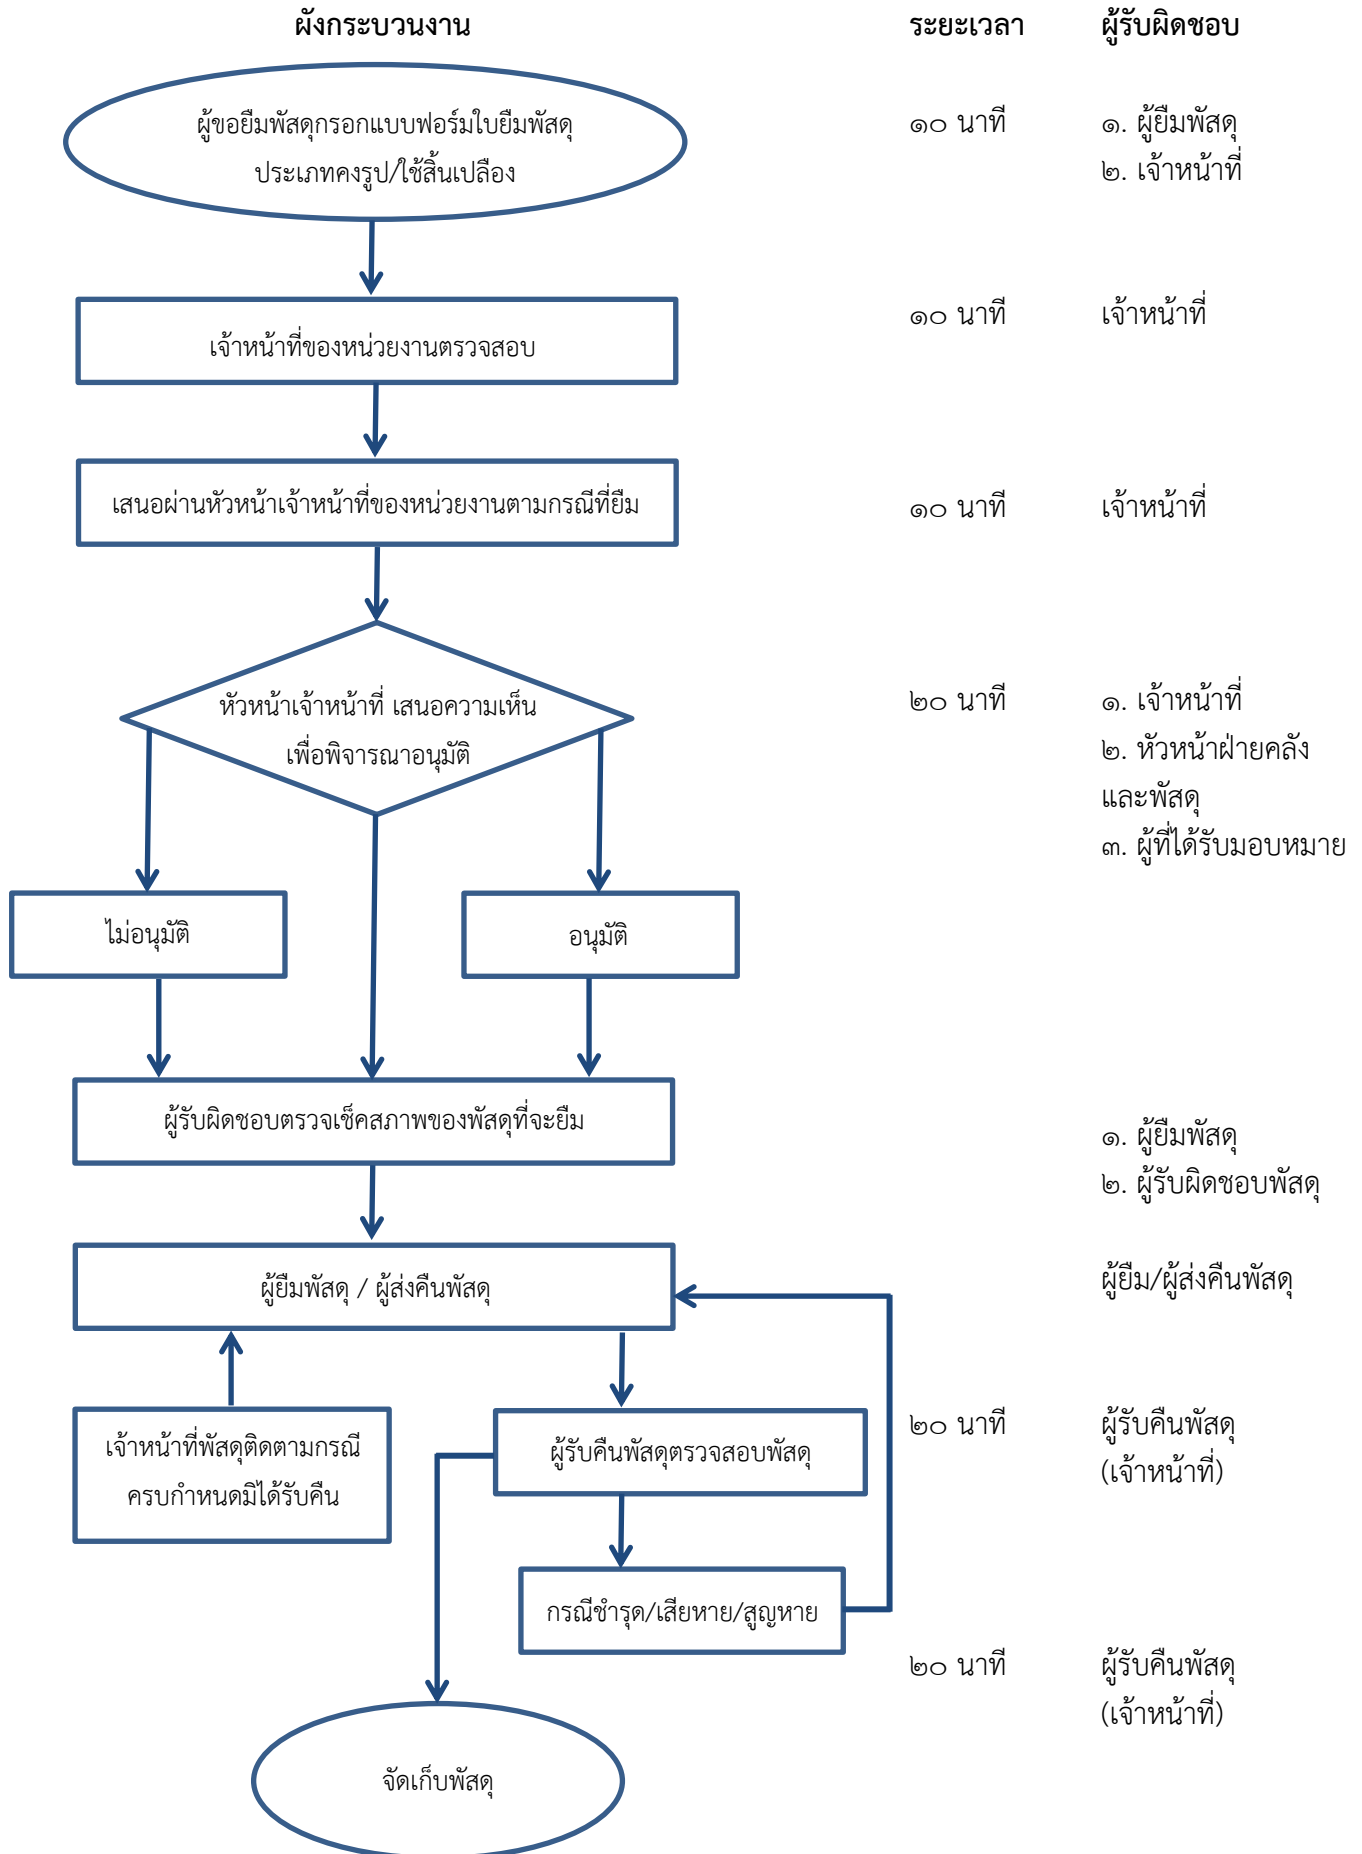 ผังกระบวนงาน ระยะเวลา ผู้รับผิดชอบ
ผู้ขอยืมพัสดุกรอกแบบฟอร์มใบยืมพัสดุ
ประเภทคงรูป/ใช้สิ้นเปลือง
๑๐ นาที
๑. ผู้ยืมพัสดุ
๒. เจ้าหน้าที่
เจ้าหน้าที่ของหน่วยงานตรวจสอบ
๑๐ นาที
เจ้าหน้าที่
เสนอผ่านหัวหน้าเจ้าหน้าที่ของหน่วยงานตามกรณีที่ยืม
๑๐ นาที
เจ้าหน้าที่
หัวหน้าเจ้าหน้าที่ เสนอความเห็น
เพื่อพิจารณาอนุมัติ
๒๐ นาที
๑. เจ้าหน้าที่
๒. หัวหน้าฝ่ายคลัง
และพัสดุ
๓. ผู้ที่ได้รับมอบหมาย
ไม่อนุมัติ
อนุมัติ
ผู้รับผิดชอบตรวจเช็คสภาพของพัสดุที่จะยืม
๑. ผู้ยืมพัสดุ
๒. ผู้รับผิดชอบพัสดุ
ผู้ยืมพัสดุ / ผู้ส่งคืนพัสดุ
ผู้ยืม/ผู้ส่งคืนพัสดุ
เจ้าหน้าที่พัสดุติดตามกรณี
ครบกำหนดมิได้รับคืน
ผู้รับคืนพัสดุตรวจสอบพัสดุ
๒๐ นาที
ผู้รับคืนพัสดุ
(เจ้าหน้าที่)
กรณีชำรุด/เสียหาย/สูญหาย
๒๐ นาที
ผู้รับคืนพัสดุ
(เจ้าหน้าที่)
จัดเก็บพัสดุ